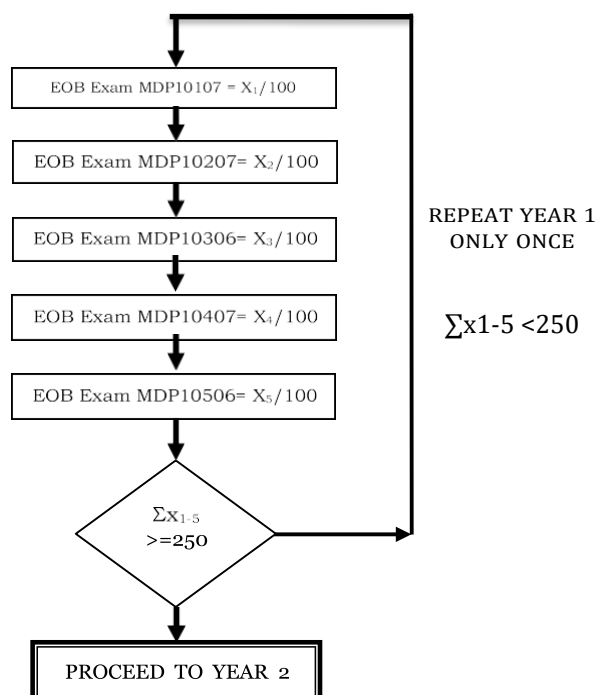 EOB Exam MDP10107 = X₁/100
EOB Exam MDP10207= X₂/100
EOB Exam MDP10306= X₃/100
EOB Exam MDP10407= X₄/100
EOB Exam MDP10506= X₅/100
REPEAT YEAR 1
ONLY ONCE
∑x1-5 <250
Σx₁₋₅
>=250
PROCEED TO YEAR 2